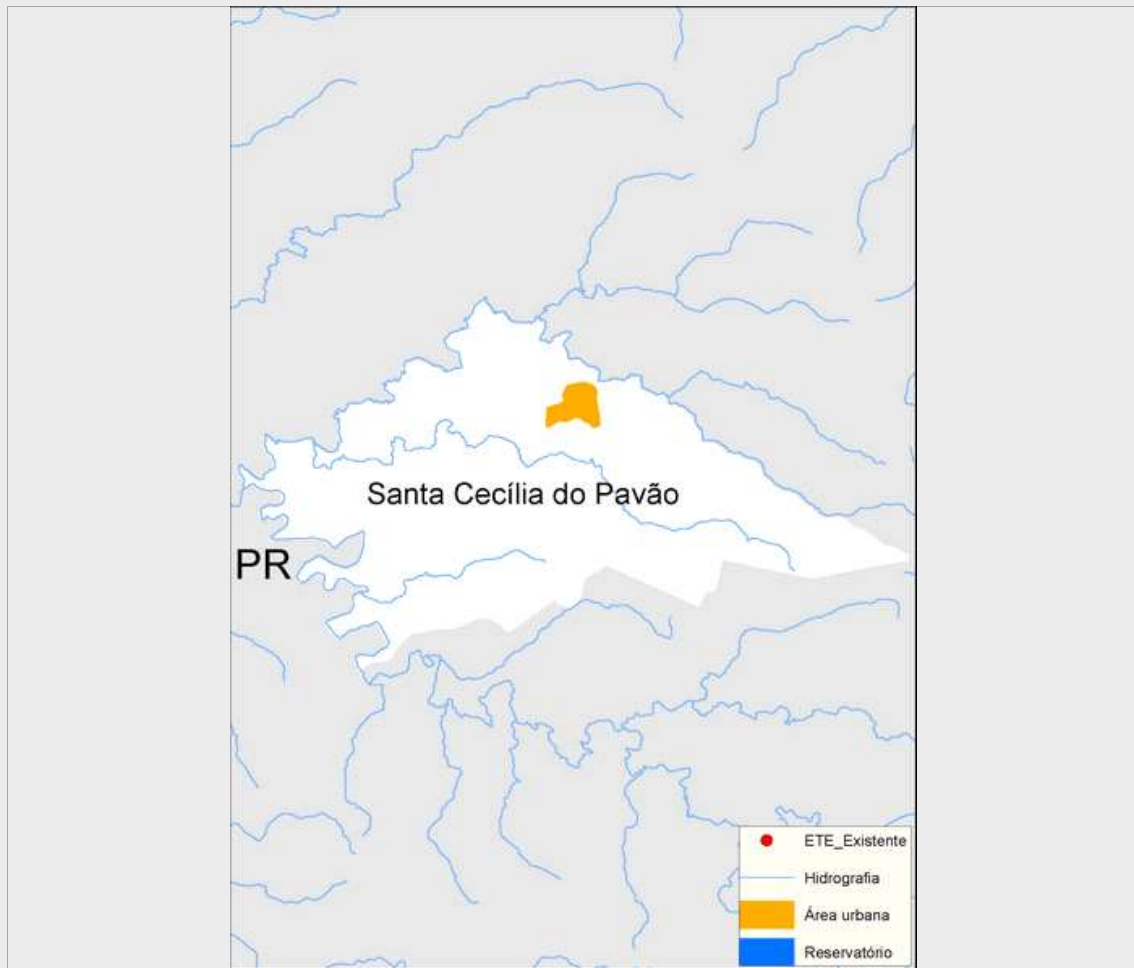 Santa Cecília do Pavão
PR
ETE_Existente
Hidrografia
Área urbana
Reservatório